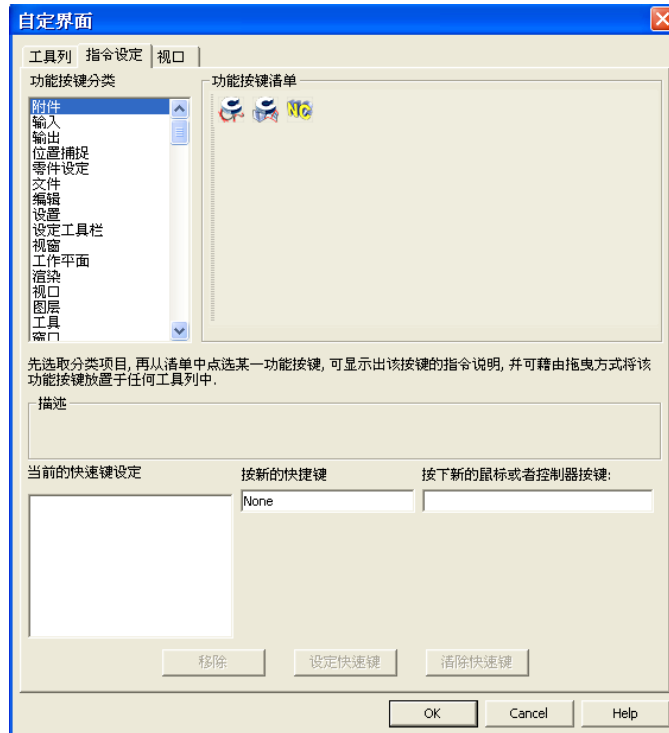 自定界面
工具列 指令设定 视口
功能按键分类 功能按键清单
附件
输入
输出
位置捕捉
零件设定
文件
编辑
设置
设定工具栏
视窗
工作平面
渲染
视口
图层
工具
窗口
先选取分类项目, 再从清单中点选某一功能按键, 可显示出该按键的指令说明, 并可藉由拖曳方式将该
功能按键放置于任何工具列中.
描述
当前的快速键设定 按新的快捷键 按下新的鼠标或者控制器按键:
None
移除 设定快速键 清除快速键
OK Cancel Help